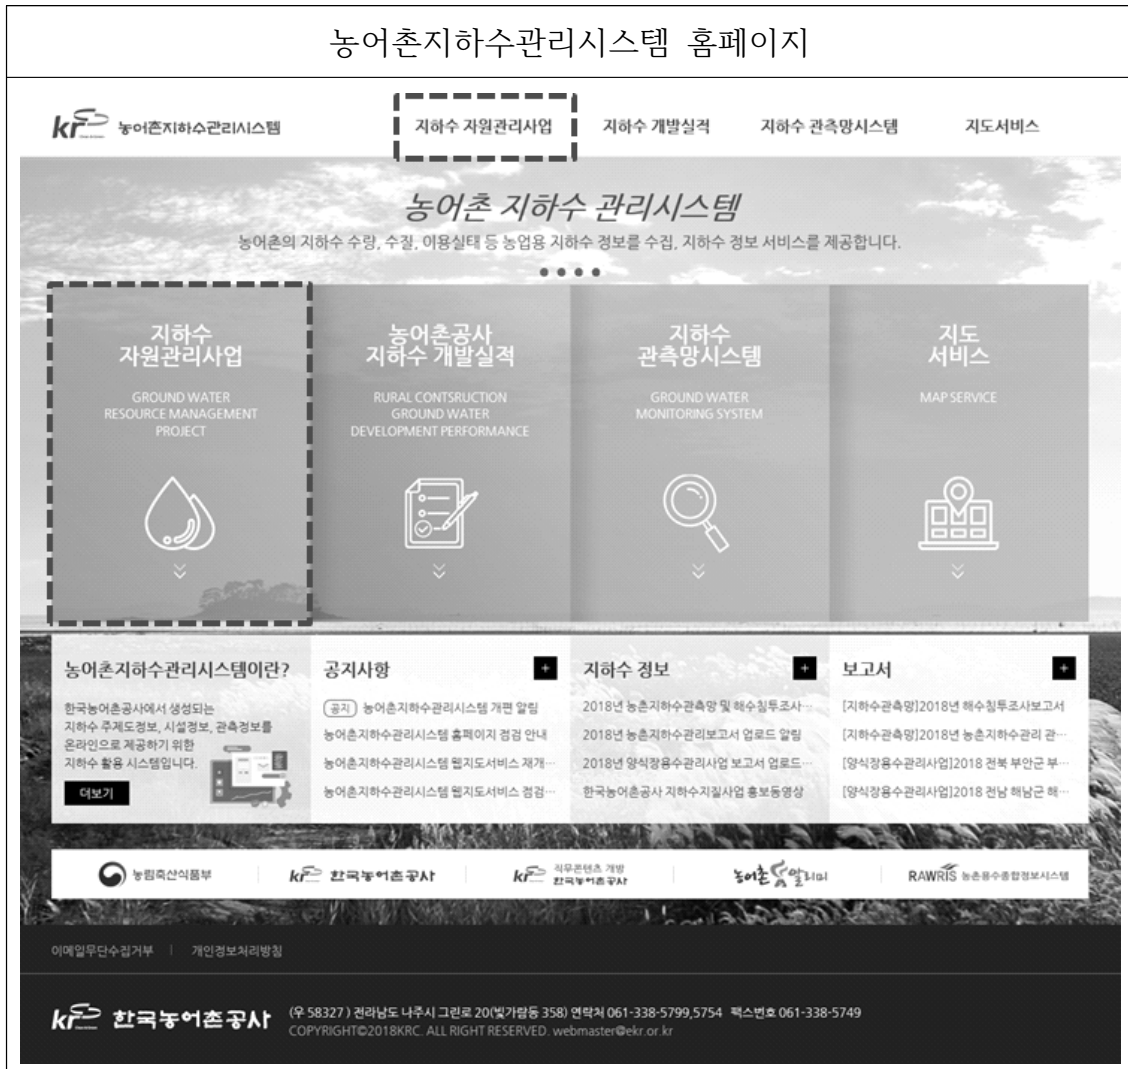 농어촌지하수관리시스템 홈페이지
kr 농어촌지하수관리시스템
지하수 자원관리사업
지하수 개발실적
지하수 관측망시스템
지도서비스
농어촌 지하수 관리시스템
농어촌의 지하수 수량, 수질, 이용실태 등 농업용 지하수 정보를 수집, 지하수 정보 서비스를 제공합니다.
지하수
자원관리사업
GROUND WATER
RESOURCE MANAGEMENT
PROJECT
농어촌공사
지하수 개발실적
RURAL CONTSRUCTION
GROUND WATER
DEVELOPMENT PERFORMANCE
지하수
관측망시스템
GROUND WATER
MONITORING SYSTEM
지도
서비스
MAP SERVICE
농어촌지하수관리시스템이란?
한국농어촌공사에서 생성되는
지하수 주제도정보, 시설정보, 관측정보를
온라인으로 제공하기 위한
지하수 활용 시스템입니다.
더보기
공지사항 +
공지 농어촌지하수관리시스템 개편 알림
농어촌지하수관리시스템 홈페이지 점검 안내
농어촌지하수관리시스템 웹지도서비스 재개…
농어촌지하수관리시스템 웹지도서비스 점검…
지하수 정보 +
2018년 농촌지하수관측망 및 해수침투조사…
2018년 농촌지하수관리보고서 업로드 알림
2018년 양식장용수관리사업 보고서 업로드…
한국농어촌공사 지하수지질사업 홍보동영상
보고서 +
[지하수관측망]2018년 해수침투조사보고서
[지하수관측망]2018년 농촌지하수관리 관…
[양식장용수관리사업]2018 전북 부안군 부…
[양식장용수관리사업]2018 전남 해남군 해…
농림축산식품부
kr 한국농어촌공사
kr 직무콘텐츠 개방
한국농어촌공사
농어촌 알리미
RAWRIS 농촌용수종합정보시스템
이메일무단수집거부 | 개인정보처리방침
kr 한국농어촌공사
(우 58327 ) 전라남도 나주시 그린로 20(빛가람동 358) 연락처 061-338-5799,5754 팩스번호 061-338-5749
COPYRIGHT©2018KRC. ALL RIGHT RESERVED. webmaster@ekr.or.kr